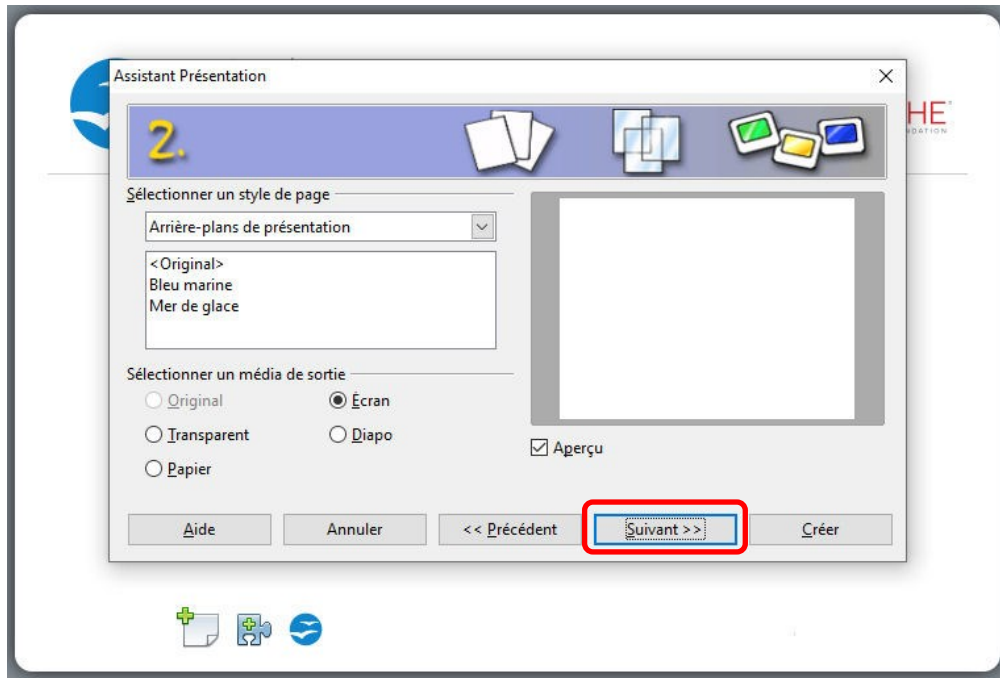 Assistant Présentation
HE
NDATION
2.
Sélectionner un style de page
Arrière-plans de présentation
<Original>
Bleu marine
Mer de glace
Sélectionner un média de sortie
Original
Écran
Transparent
Diapo
Papier
Aperçu
Aide
Annuler
<< Précédent
Suivant >>
Créer